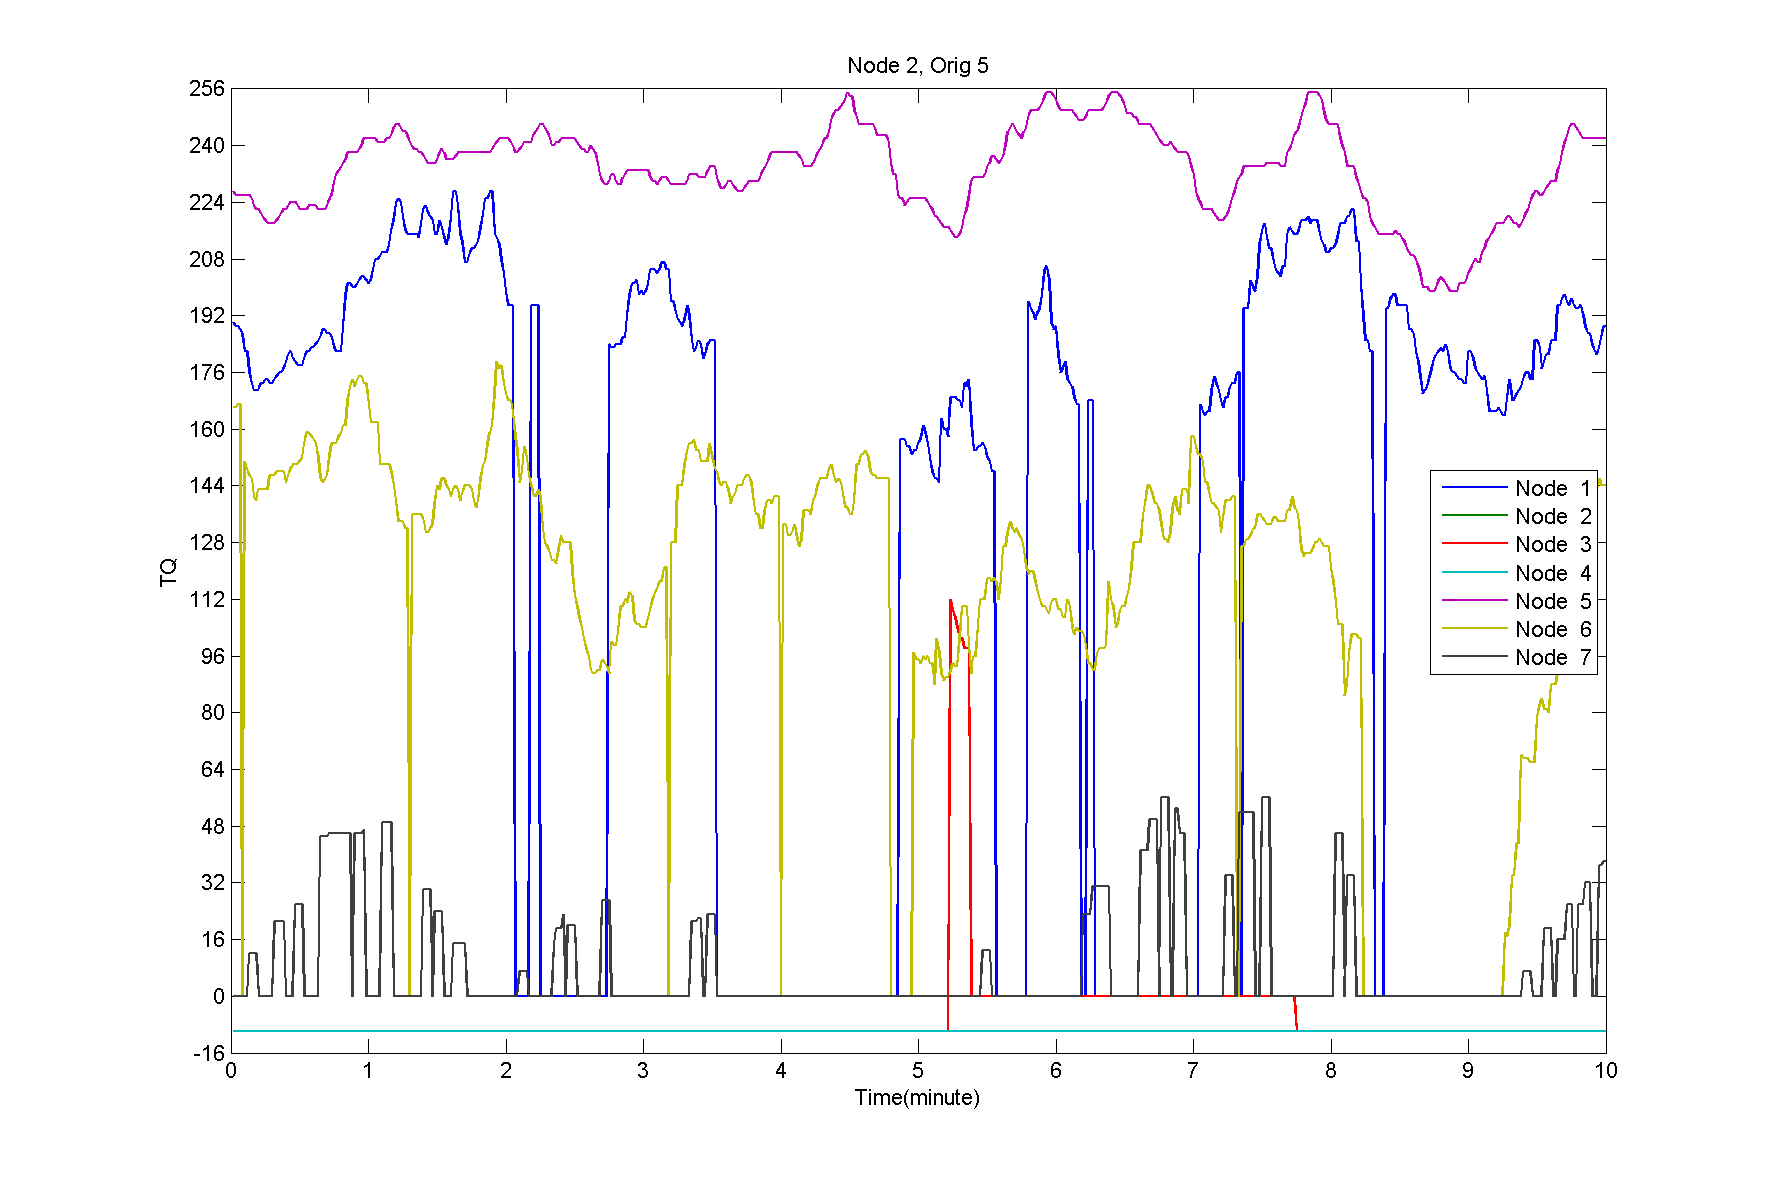 Node 2, Orig 5
256
240
224
208
192
176
160
144
128
112
96
80
64
48
32
16
0
-16
TQ
Node 1
Node 2
Node 3
Node 4
Node 5
Node 6
Node 7
0 1 2 3 4 5 6 7 8 9 10
Time(minute)